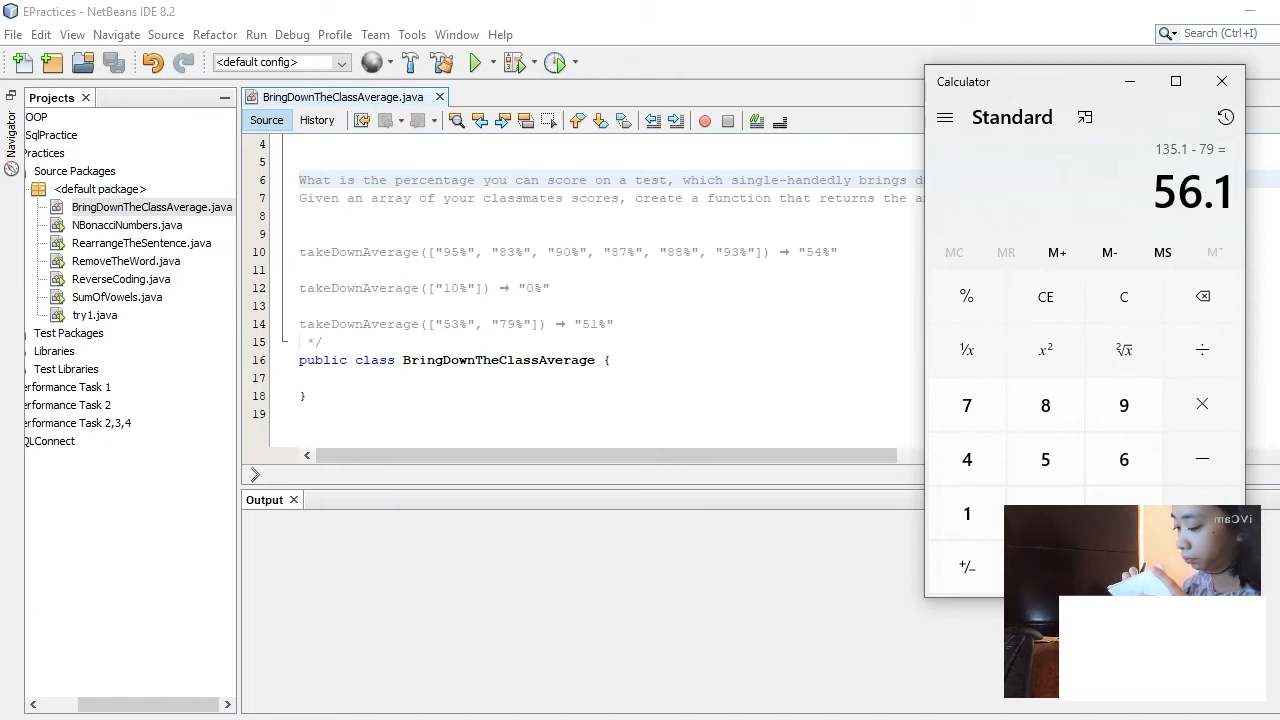 EPractices - NetBeans IDE 8.2
File Edit View Navigate Source Refactor Run Debug Profile Team Tools Window Help
Search (Ctrl+I)
<default config>
Projects
Navigator
OOP
SqlPractice
Practices
Source Packages
<default package>
BringDownTheClassAverage.java
NBonacciNumbers.java
RearrangeTheSentence.java
RemoveTheWord.java
ReverseCoding.java
SumOfVowels.java
try1.java
Test Packages
Libraries
Test Libraries
erformance Task 1
erformance Task 2
erformance Task 2,3,4
QLConnect
BringDownTheClassAverage.java
Source History
4
5
6 What is the percentage you can score on a test, which single-handedly brings d
7 Given an array of your classmates scores, create a function that returns the a
8
9
10 takeDownAverage(["95%", "83%", "90%", "87%", "88%", "93%"]) → "54%"
11
12 takeDownAverage(["10%"]) → "0%"
13
14 takeDownAverage(["53%", "79%"]) → "51%"
15 */
16 public class BringDownTheClassAverage {
17
18 }
19
Output
Calculator
Standard
135.1 - 79 =
56.1
MC MR M+ M- MS M˅
% CE C
¹/x x² ²√x ÷
7 8 9 ×
4 5 6 −
1
+/−
iVCam